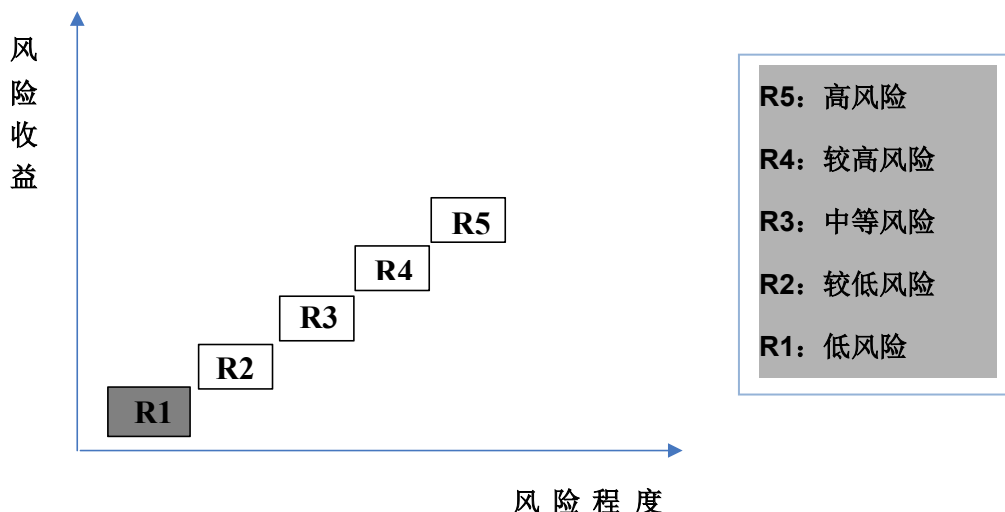 风
险
收
益
R5
R4
R3
R2
R1
风 险 程 度
R5：高风险
R4：较高风险
R3：中等风险
R2：较低风险
R1：低风险